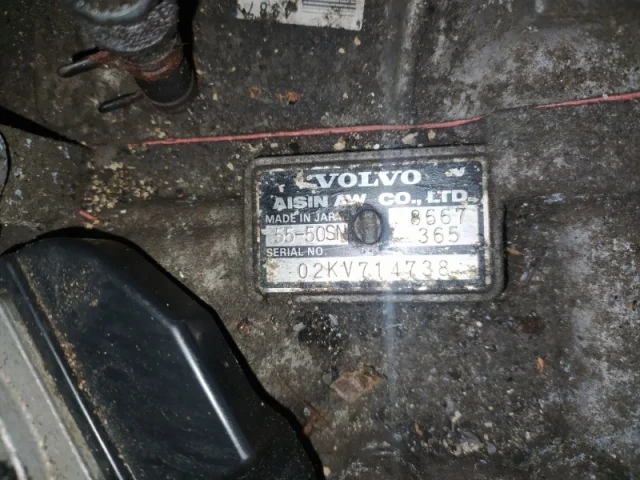 VOLVO
AISIN AW CO., LTD
MADE IN JAPAN 8667
55-50SN 365
SERIAL NO
02KV714738